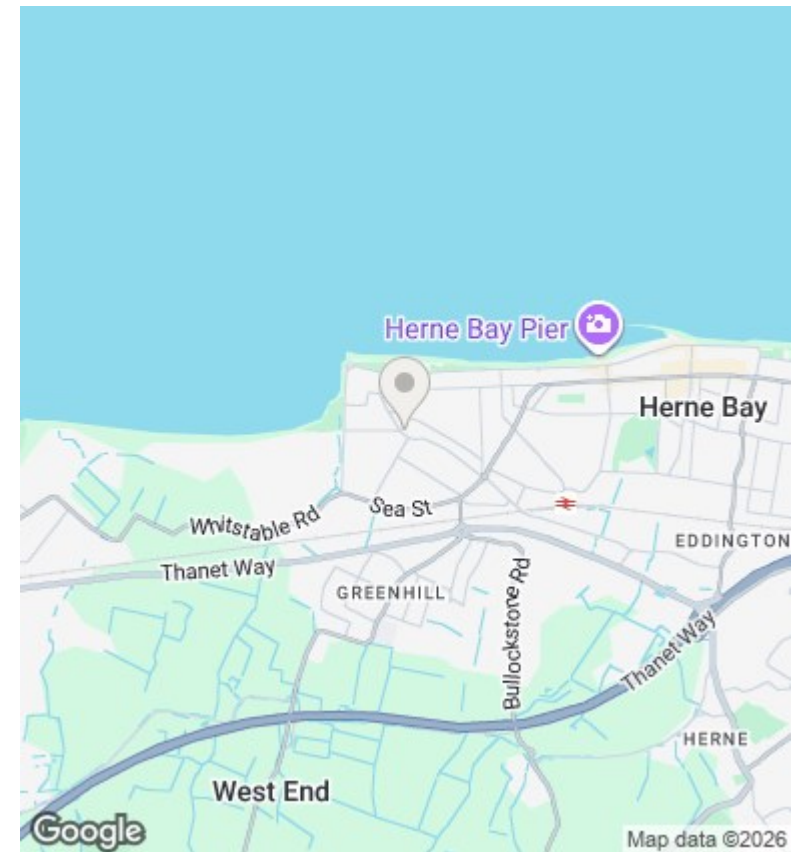 Herne Bay Pier
Herne Bay
Sea St
Whitstable Rd
EDDINGTON
Thanet Way
GREENHILL
Bullockstone Rd
Thanet Way
HERNE
West End
Google
Map data ©2026